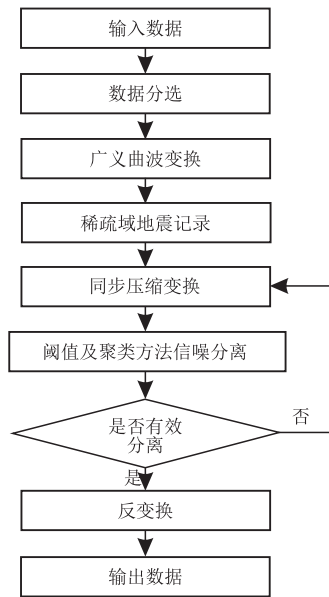 输入数据
数据分选
广义曲波变换
稀疏域地震记录
同步压缩变换
阈值及聚类方法信噪分离
是否有效
分离
否
是
反变换
输出数据